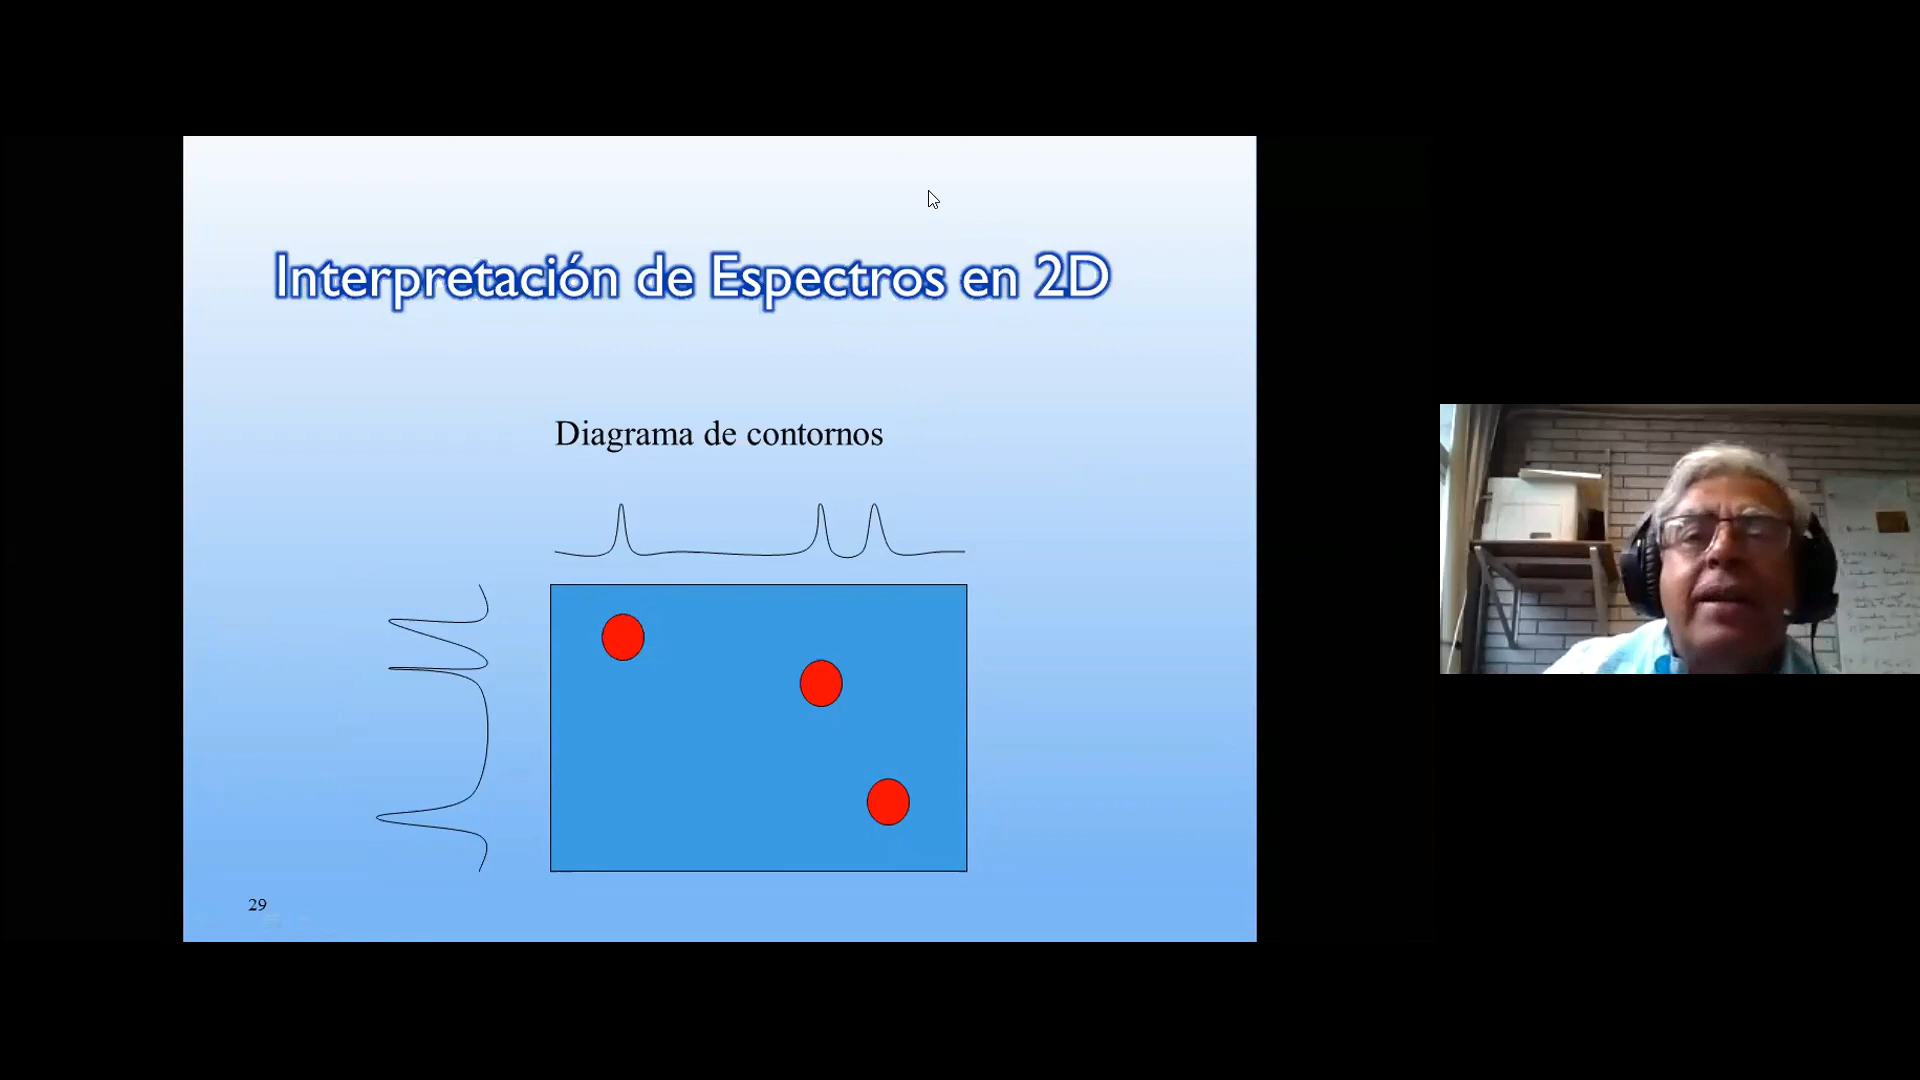 Interpretación de Espectros en 2D
Diagrama de contornos
29